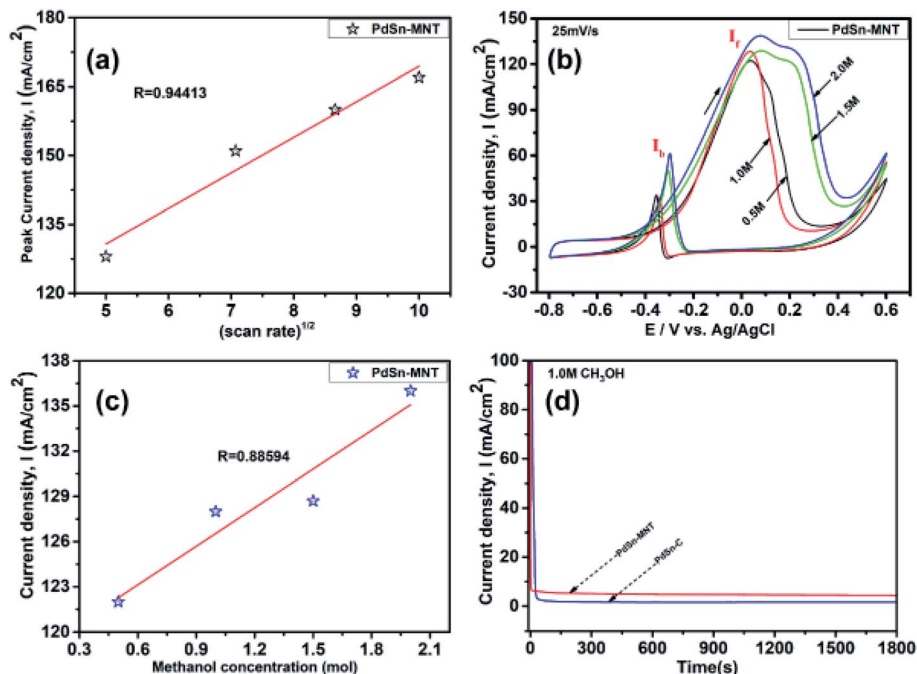 180
165
150
135
120
Peak Current density, I (mA/cm²)
(a)
PdSn-MNT
R=0.94413
5 6 7 8 9 10
(scan rate)^1/2
150
120
90
60
30
0
-30
Current density, I (mA/cm²)
25mV/s
(b)
PdSn-MNT
I_f
I_b
2.0M
1.5M
1.0M
0.5M
-0.8 -0.6 -0.4 -0.2 0.0 0.2 0.4 0.6
E / V vs. Ag/AgCl
138
135
132
129
126
123
120
Current density, I (mA/cm²)
(c)
PdSn-MNT
R=0.88594
0.3 0.6 0.9 1.2 1.5 1.8 2.1
Methanol concentration (mol)
100
80
60
40
20
0
Current density, I (mA/cm²)
1.0M CH₃OH
(d)
PdSn-MNT
PdSn-C
0 300 600 900 1200 1500 1800
Time(s)